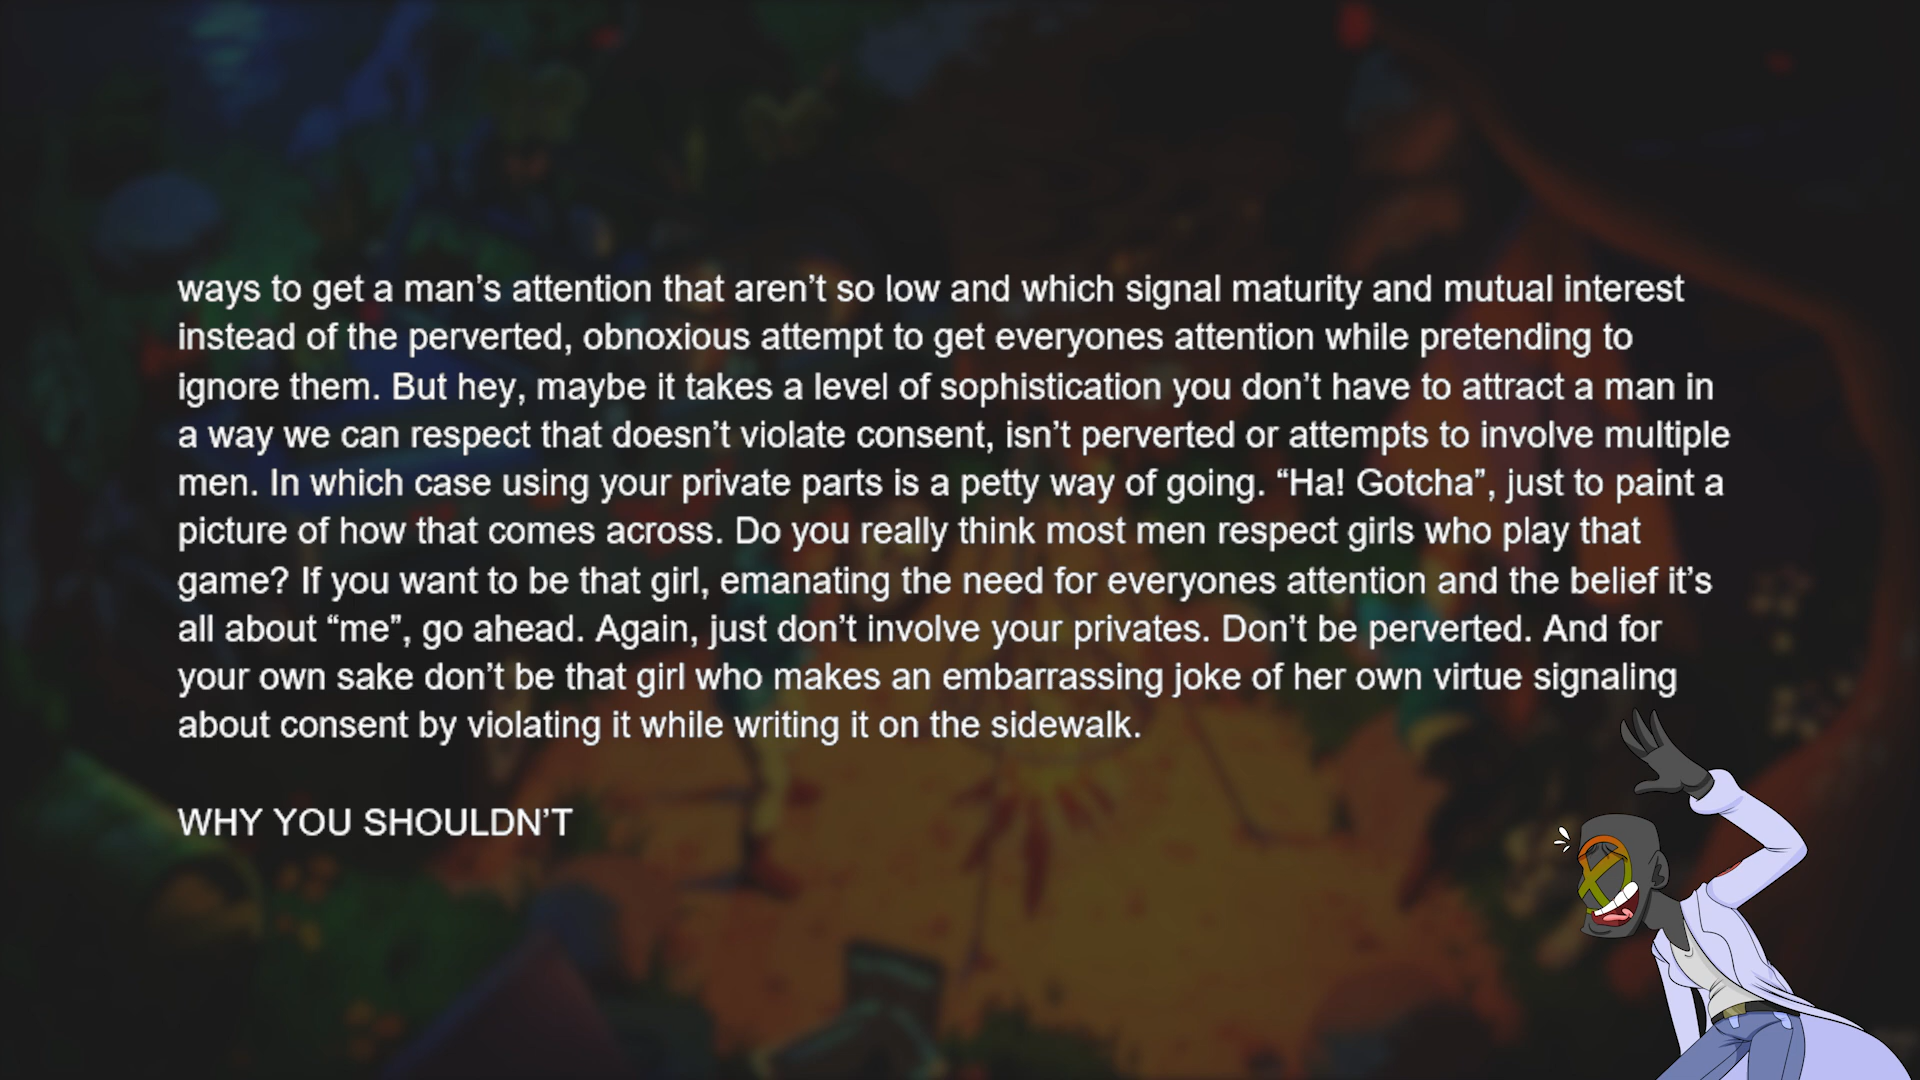 ways to get a man’s attention that aren’t so low and which signal maturity and mutual interest
instead of the perverted, obnoxious attempt to get everyones attention while pretending to
ignore them. But hey, maybe it takes a level of sophistication you don’t have to attract a man in
a way we can respect that doesn’t violate consent, isn’t perverted or attempts to involve multiple
men. In which case using your private parts is a petty way of going. “Ha! Gotcha”, just to paint a
picture of how that comes across. Do you really think most men respect girls who play that
game? If you want to be that girl, emanating the need for everyones attention and the belief it’s
all about “me”, go ahead. Again, just don’t involve your privates. Don’t be perverted. And for
your own sake don’t be that girl who makes an embarrassing joke of her own virtue signaling
about consent by violating it while writing it on the sidewalk.
WHY YOU SHOULDN’T